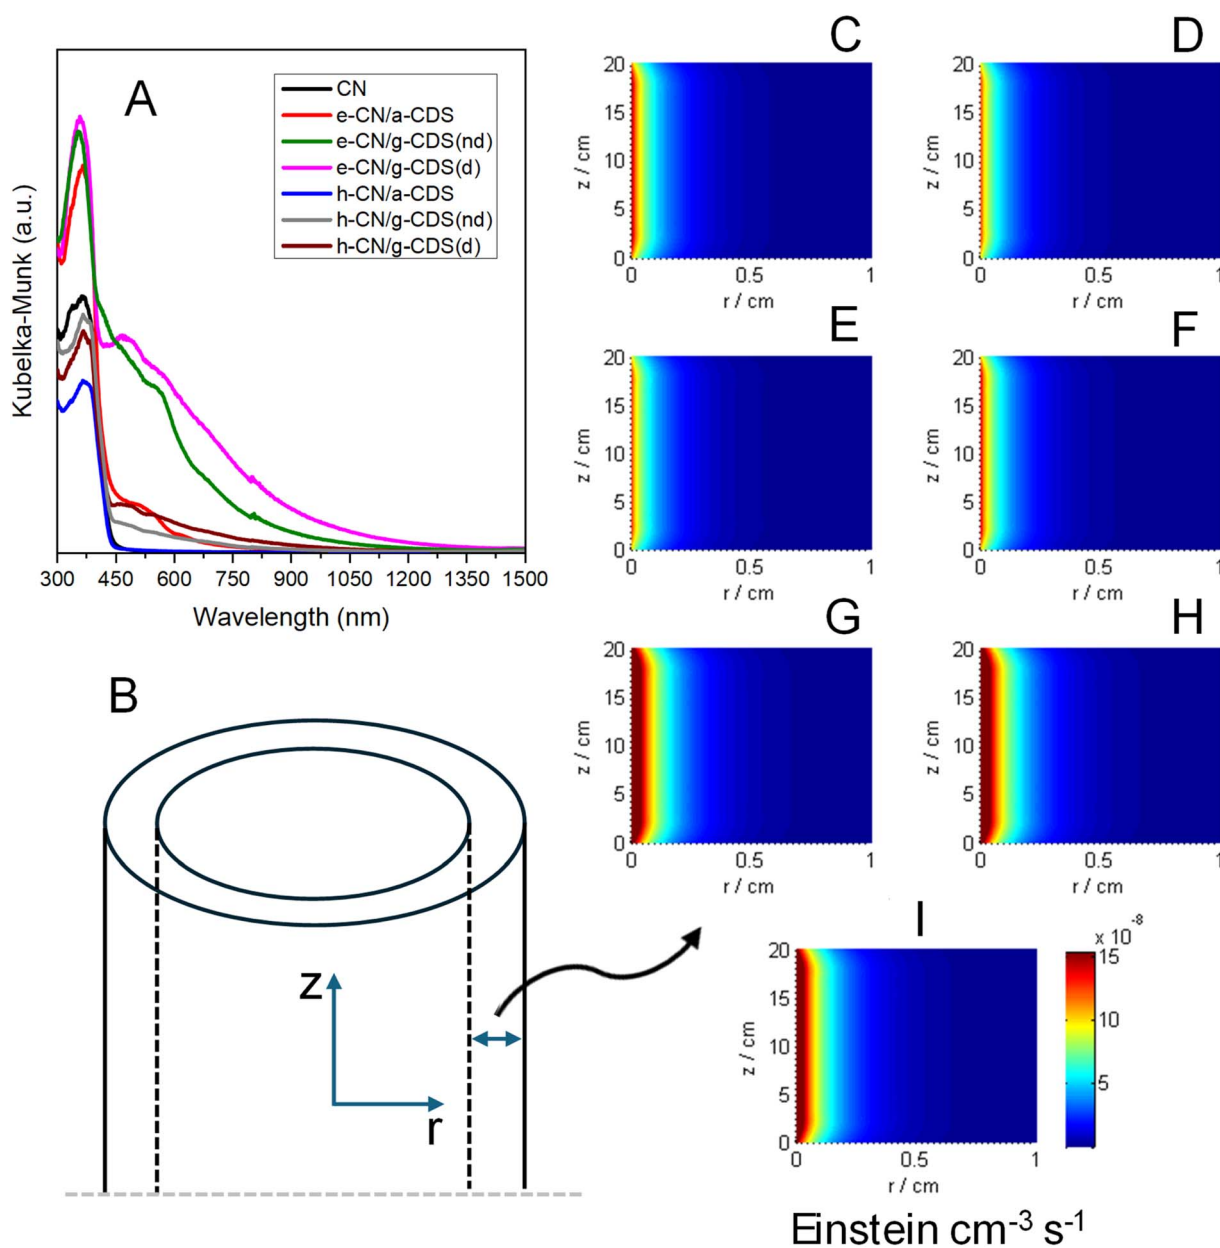 A
CN
e-CN/a-CDS
e-CN/g-CDS(nd)
e-CN/g-CDS(d)
h-CN/a-CDS
h-CN/g-CDS(nd)
h-CN/g-CDS(d)
Kubelka-Munk (a.u.)
300 450 600 750 900 1050 1200 1350 1500
Wavelength (nm)
B
z
r
C
20
15
10
5
0
z / cm
0 0.5 1
r / cm
D
20
15
10
5
0
z / cm
0 0.5 1
r / cm
E
20
15
10
5
0
z / cm
0 0.5 1
r / cm
F
20
15
10
5
0
z / cm
0 0.5 1
r / cm
G
20
15
10
5
0
z / cm
0 0.5 1
r / cm
H
20
15
10
5
0
z / cm
0 0.5 1
r / cm
I
20
15
10
5
0
z / cm
0 0.5 1
r / cm
x 10⁻⁸
15
10
5
Einstein cm⁻³ s⁻¹